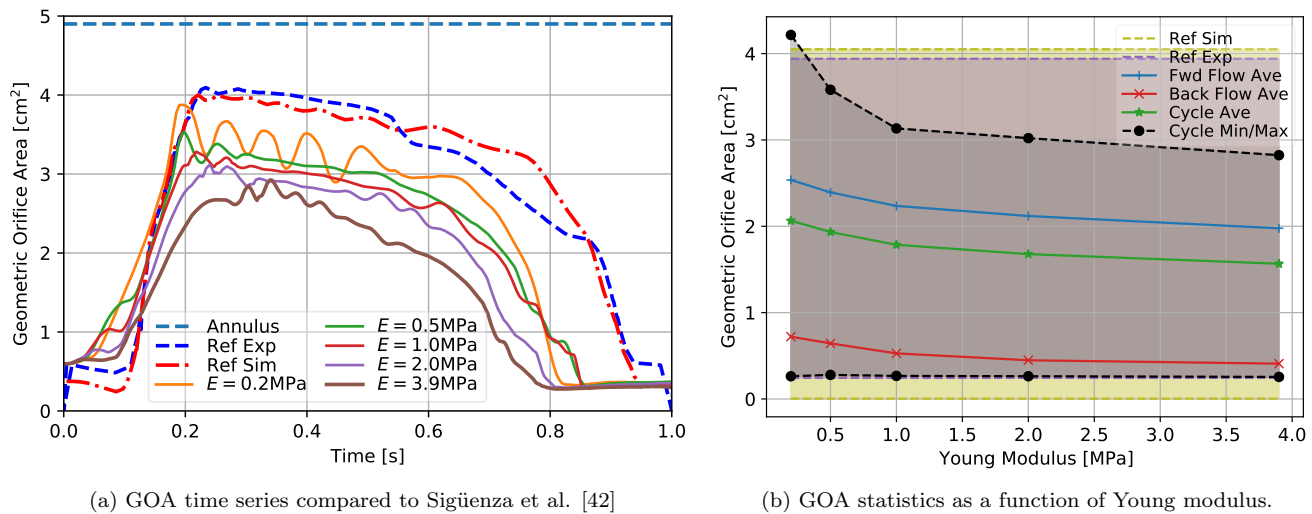 5
4
3
2
1
0
0.0 0.2 0.4 0.6 0.8 1.0
Geometric Orifice Area [cm²]
Time [s]
Annulus
Ref Exp
Ref Sim
E = 0.2MPa
E = 0.5MPa
E = 1.0MPa
E = 2.0MPa
E = 3.9MPa
(a) GOA time series compared to Sigüenza et al. [42]
4
3
2
1
0
0.5 1.0 1.5 2.0 2.5 3.0 3.5 4.0
Geometric Orifice Area [cm²]
Young Modulus [MPa]
Ref Sim
Ref Exp
Fwd Flow Ave
Back Flow Ave
Cycle Ave
Cycle Min/Max
(b) GOA statistics as a function of Young modulus.